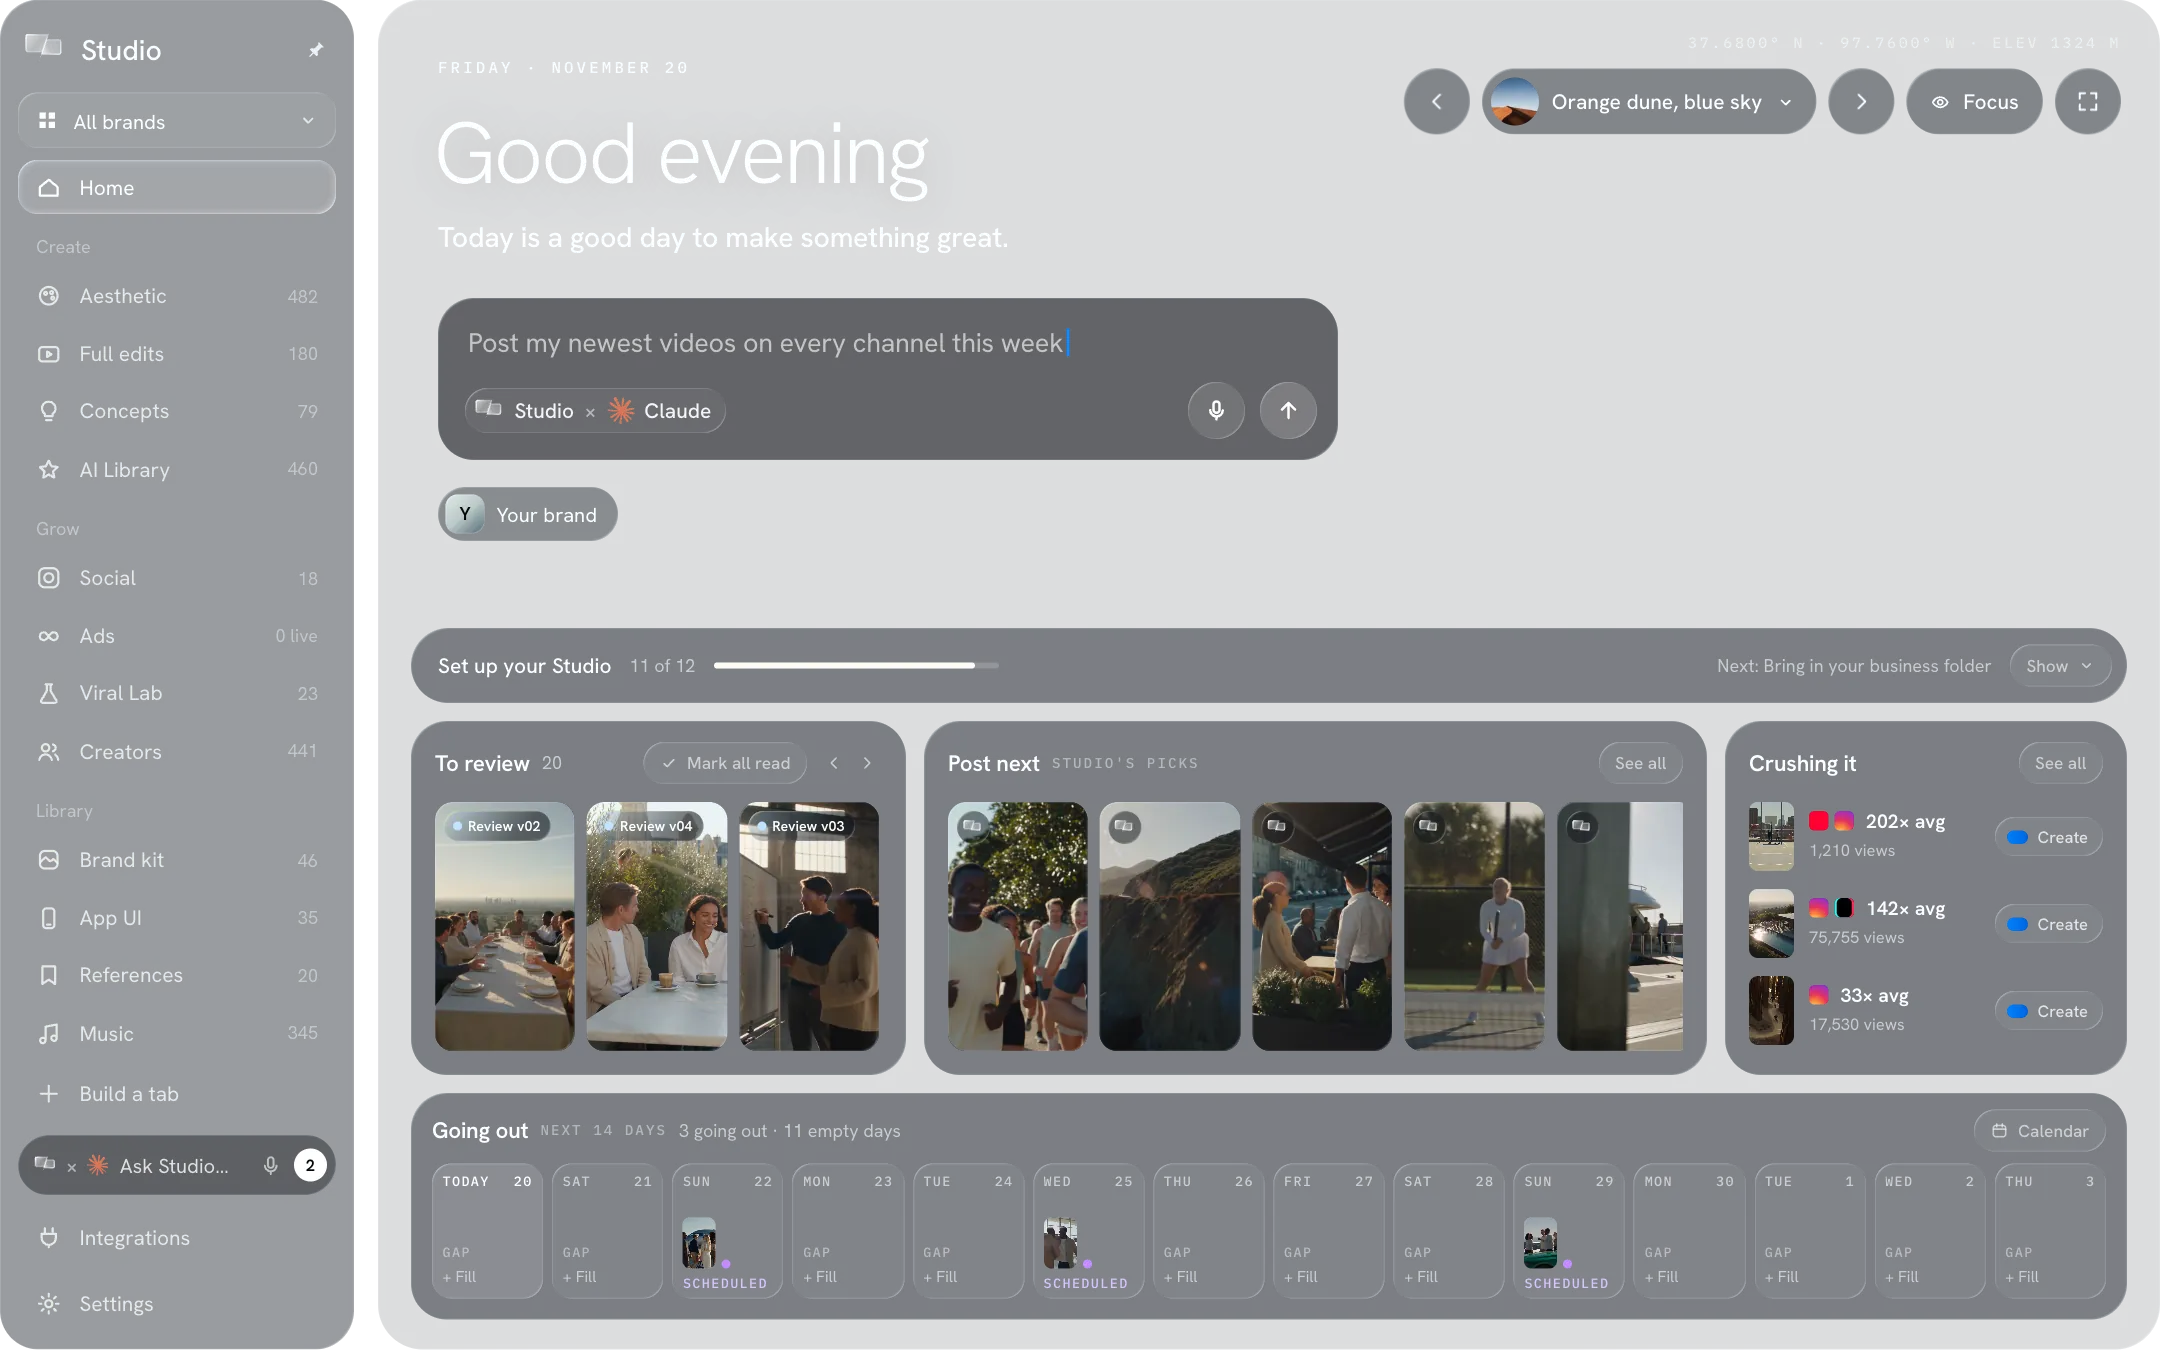 Studio
All brands
Home
Create
Aesthetic 482
Full edits 180
Concepts 79
AI Library 460
Grow
Social 18
Ads 0 live
Viral Lab 23
Creators 441
Library
Brand kit 46
App UI 35
References 20
Music 345
Build a tab
× Ask Studio... 2
Integrations
Settings
37.6800° N · 97.7600° W · ELEV 1324 M
FRIDAY · NOVEMBER 20
Orange dune, blue sky
Focus
Good evening
Today is a good day to make something great.
Post my newest videos on every channel this week
Studio × Claude
Y Your brand
Set up your Studio 11 of 12
Next: Bring in your business folder Show
To review 20 Mark all read
Review v02
Review v04
Review v03
Post next STUDIO'S PICKS See all
Crushing it See all
202× avg
1,210 views
Create
142× avg
75,755 views
Create
33× avg
17,530 views
Create
Going out NEXT 14 DAYS 3 going out · 11 empty days Calendar
TODAY 20
GAP
+ Fill
SAT 21
GAP
+ Fill
SUN 22
SCHEDULED
MON 23
GAP
+ Fill
TUE 24
GAP
+ Fill
WED 25
SCHEDULED
THU 26
GAP
+ Fill
FRI 27
GAP
+ Fill
SAT 28
GAP
+ Fill
SUN 29
SCHEDULED
MON 30
GAP
+ Fill
TUE 1
GAP
+ Fill
WED 2
GAP
+ Fill
THU 3
GAP
+ Fill